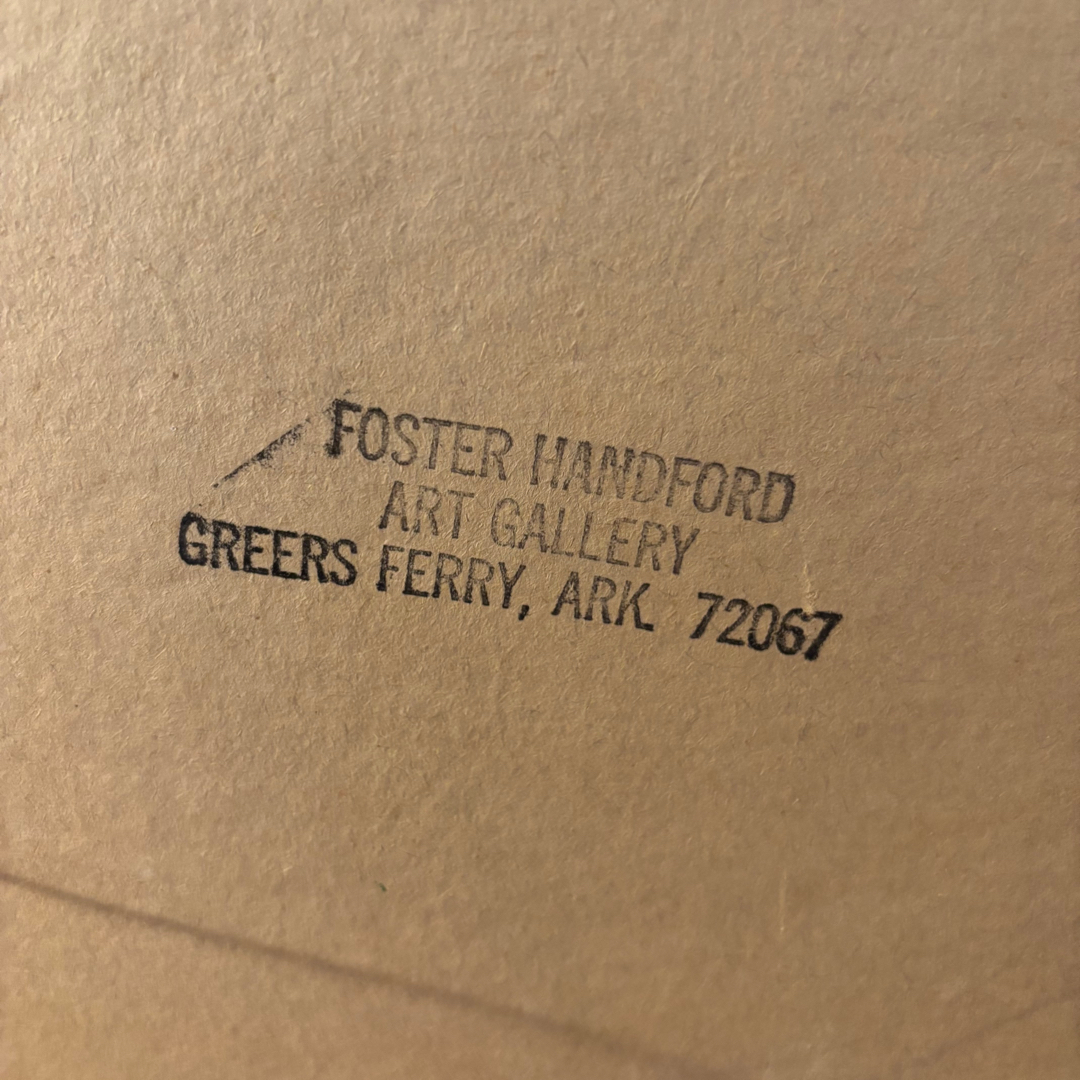 FOSTER HANDFORD
ART GALLERY
GREERS FERRY, ARK. 72067